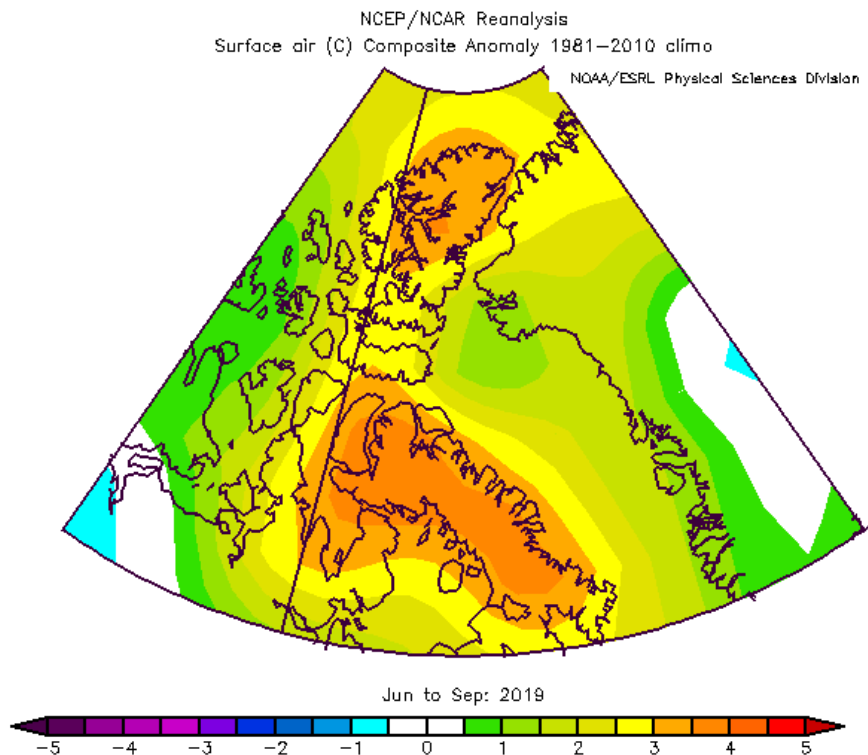 NCEP/NCAR Reanalysis
Surface air (C) Composite Anomaly 1981-2010 climo
NOAA/ESRL Physical Sciences Division
Jun to Sep: 2019
-5 -4 -3 -2 -1 0 1 2 3 4 5